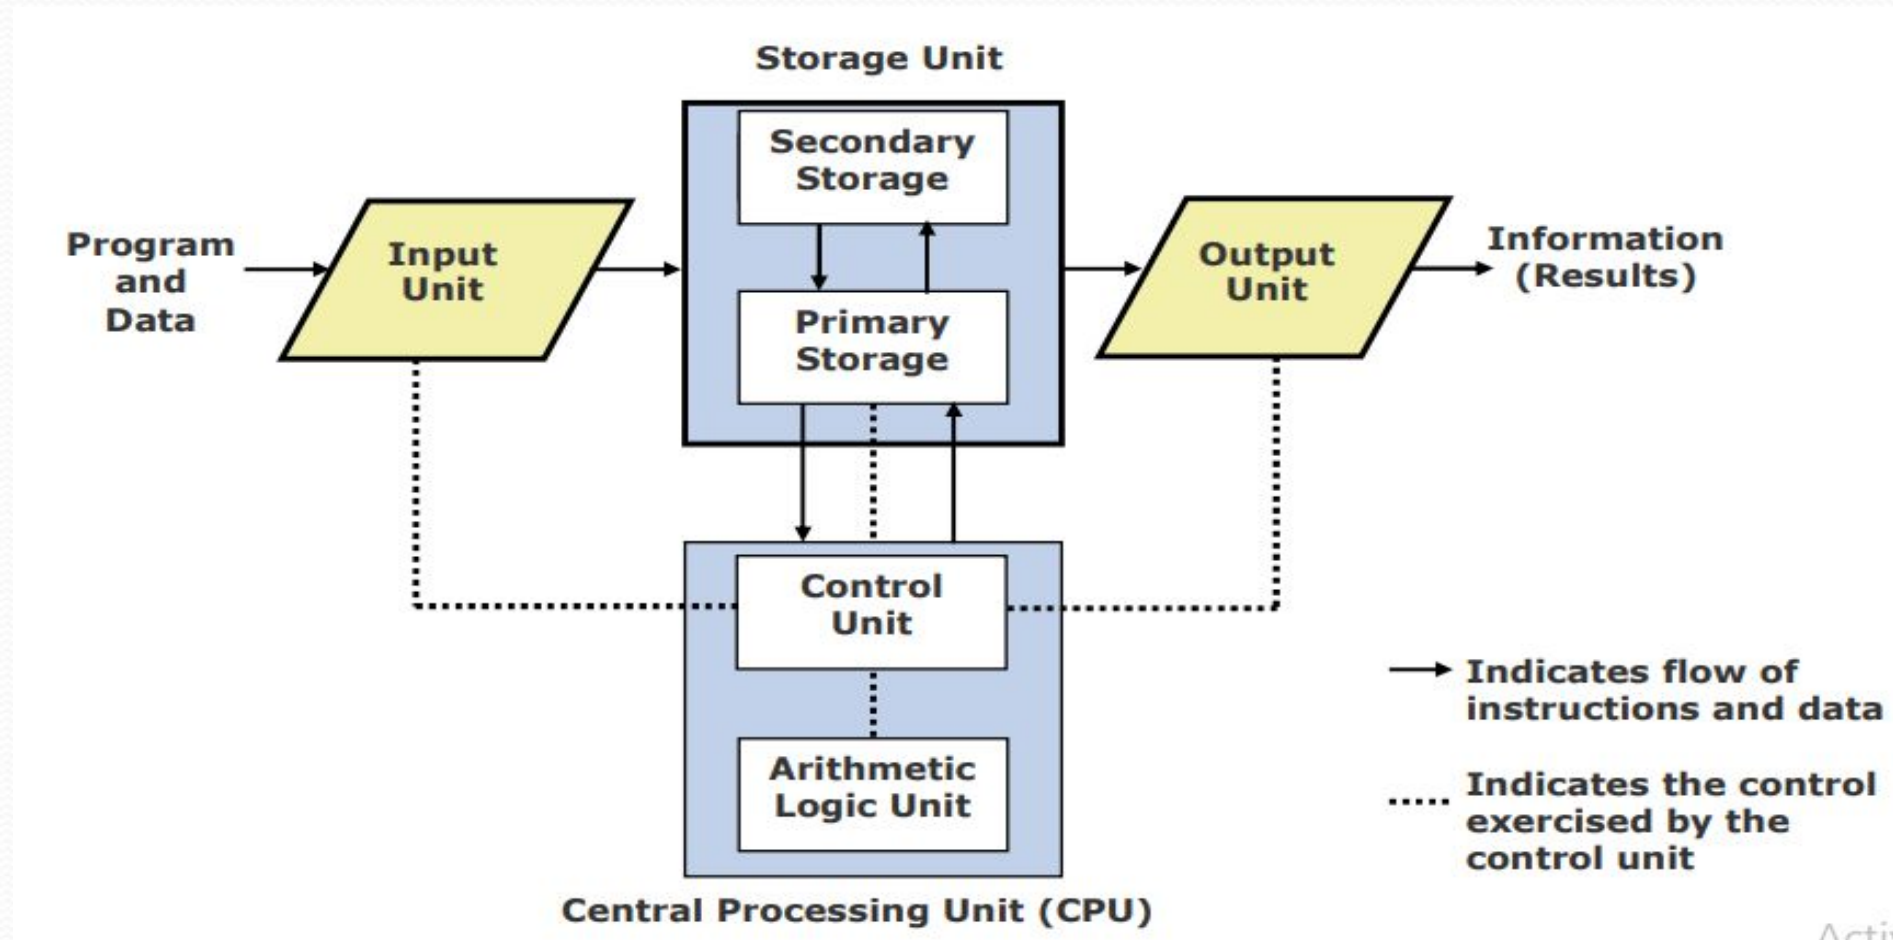 Storage Unit
Secondary
Storage
Program
and
Data
Input
Unit
Primary
Storage
Output
Unit
Information
(Results)
Control
Unit
Arithmetic
Logic Unit
Central Processing Unit (CPU)
Indicates flow of
instructions and data
Indicates the control
exercised by the
control unit